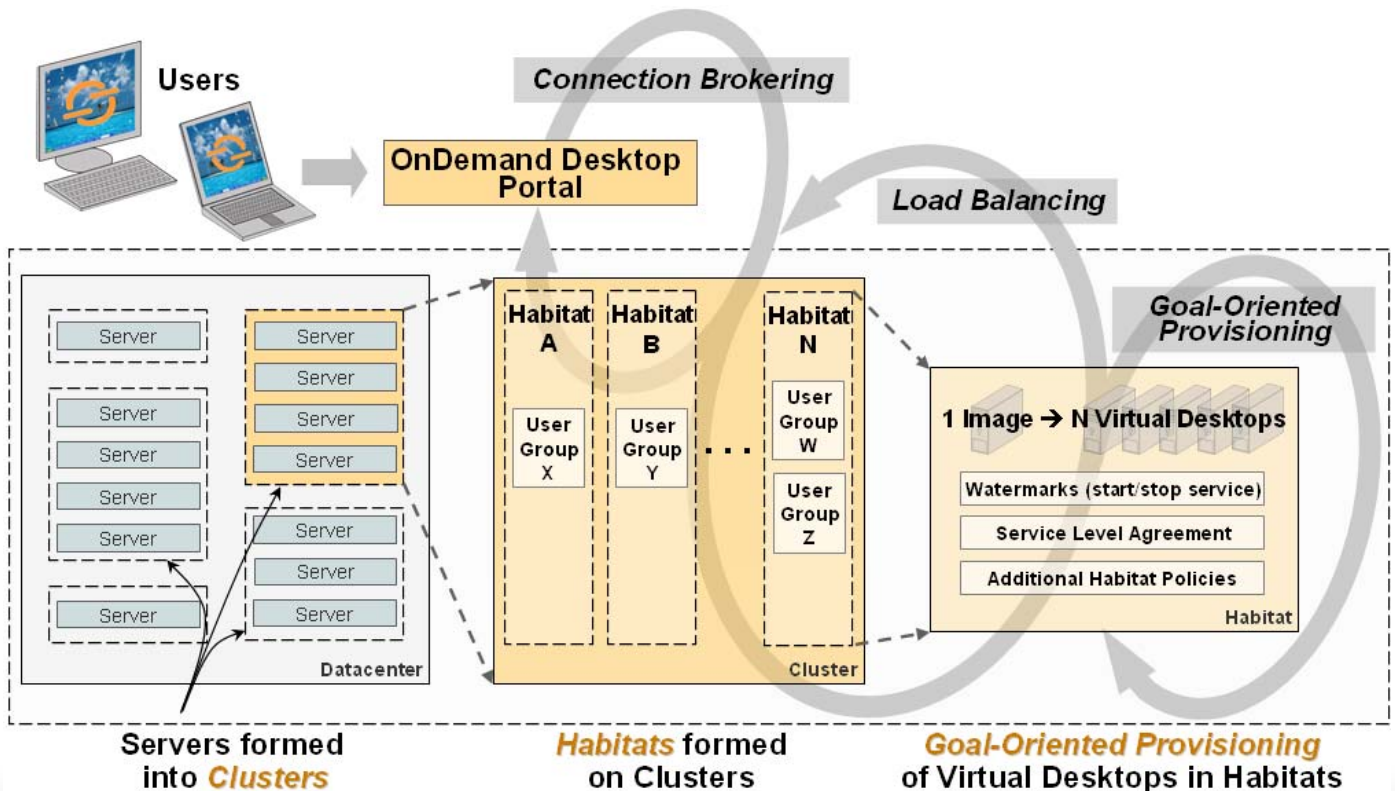 Users
Connection Brokering
OnDemand Desktop
Portal
Load Balancing
Goal-Oriented
Provisioning
Server
Server
Server
Server
Server
Server
Server
Server
Server
Server
Server
Server
Server
Datacenter
Habitat
A
User
Group
X
Habitat
B
User
Group
Y
. . .
Habitat
N
User
Group
W
User
Group
Z
Cluster
1 Image → N Virtual Desktops
Watermarks (start/stop service)
Service Level Agreement
Additional Habitat Policies
Habitat
Servers formed
into Clusters
Habitats formed
on Clusters
Goal-Oriented Provisioning
of Virtual Desktops in Habitats